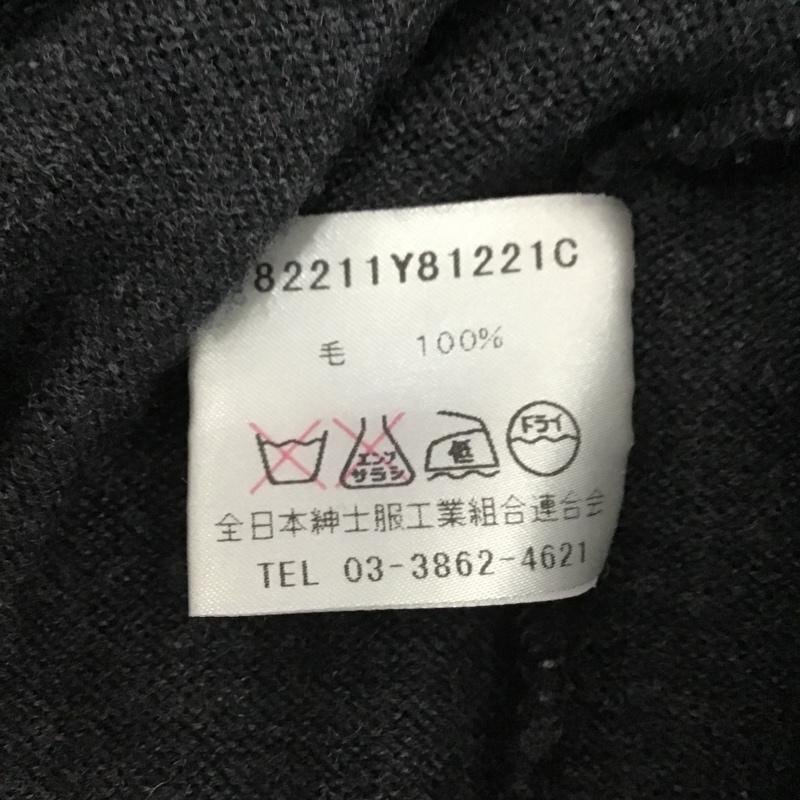 82211Y81221C
毛 100%
エンソ サラシ 低 ドライ
全日本紳士服工業組合連合会
TEL 03-3862-4621